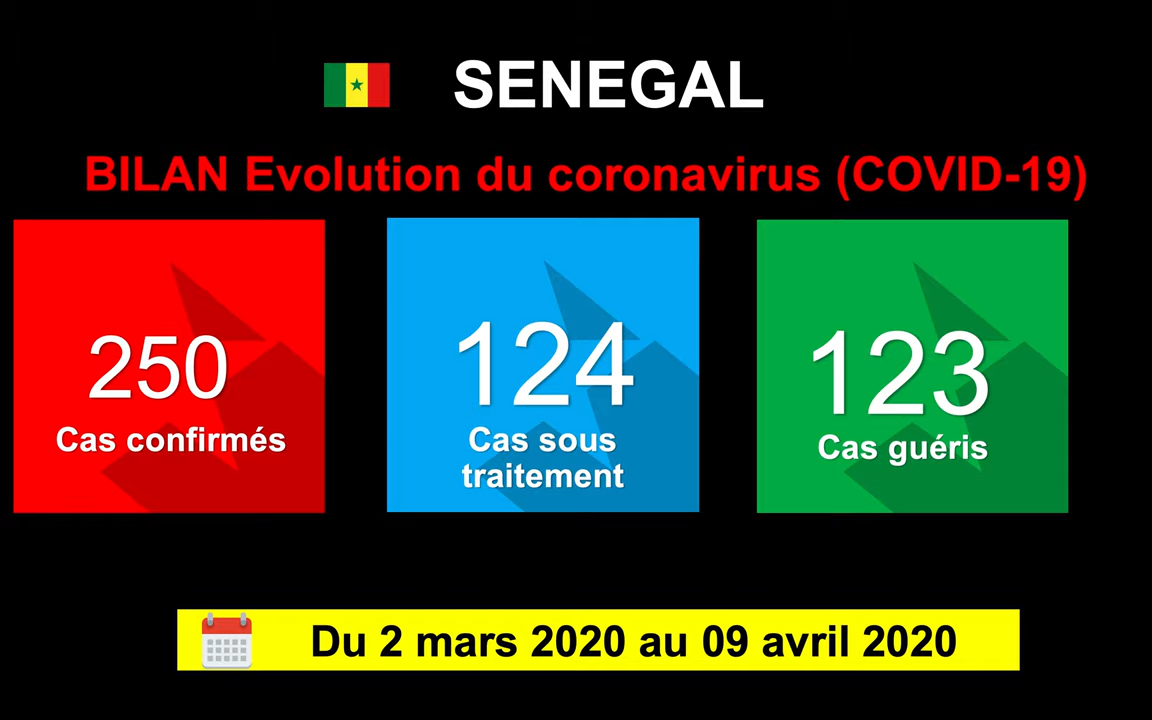 SENEGAL
BILAN Evolution du coronavirus (COVID-19)
250
Cas confirmés
124
Cas sous
traitement
123
Cas guéris
Du 2 mars 2020 au 09 avril 2020